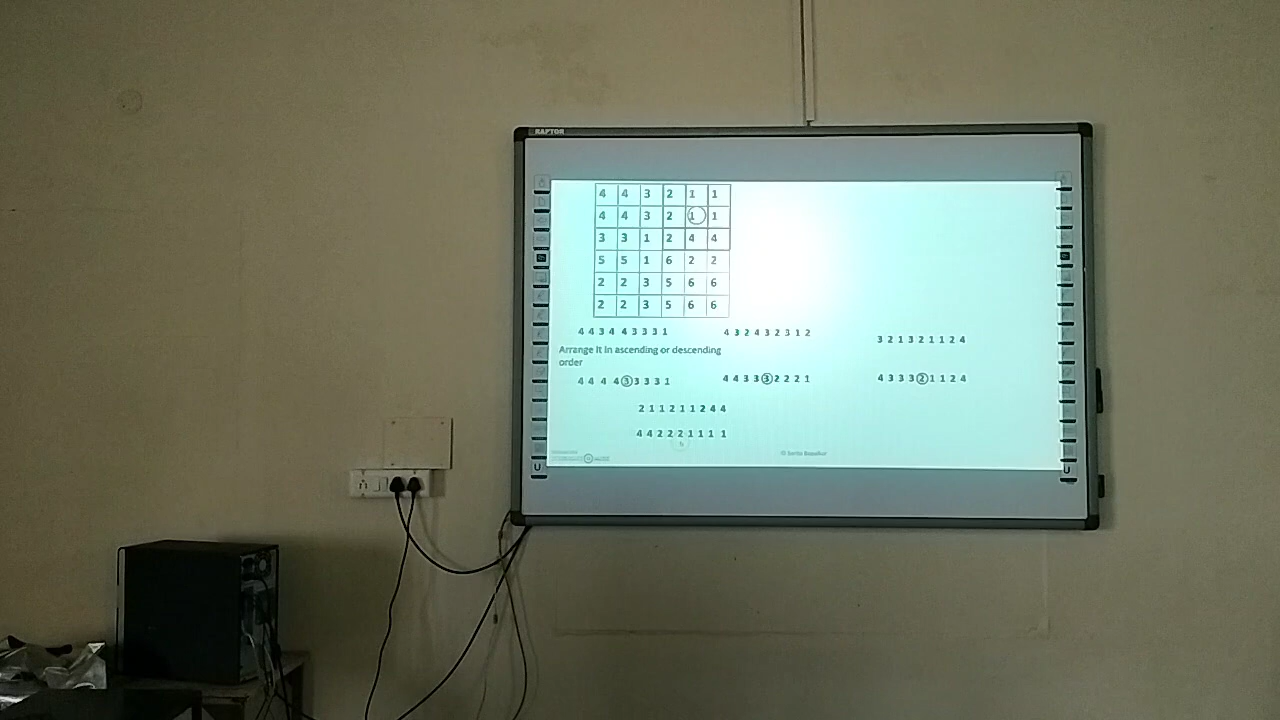 RAPTOR
4 4 3 2 1 1
4 4 3 2 1 1
3 3 1 2 4 4
5 5 1 6 2 2
2 2 3 5 6 6
2 2 3 5 6 6
4 4 3 4 4 3 3 3 1
4 3 2 4 3 2 3 1 2
3 2 1 3 2 1 1 2 4
Arrange It In ascending or descending
order
4 4 4 4 3 3 3 3 1
4 4 3 3 3 2 2 2 1
4 3 3 3 2 1 1 2 4
2 1 1 2 1 1 2 4 4
4 4 2 2 2 1 1 1 1